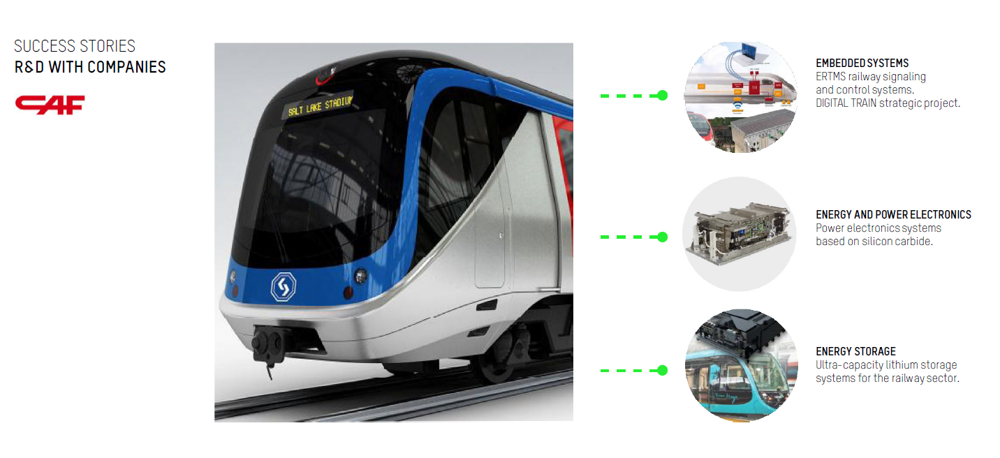 SUCCESS STORIES
R&D WITH COMPANIES
CAF
SALT LAKE STADIUM
EMBEDDED SYSTEMS
ERTMS railway signaling
and control systems.
DIGITAL TRAIN strategic project.
ENERGY AND POWER ELECTRONICS
Power electronics systems
based on silicon carbide.
ENERGY STORAGE
Ultra-capacity lithium storage
systems for the railway sector.